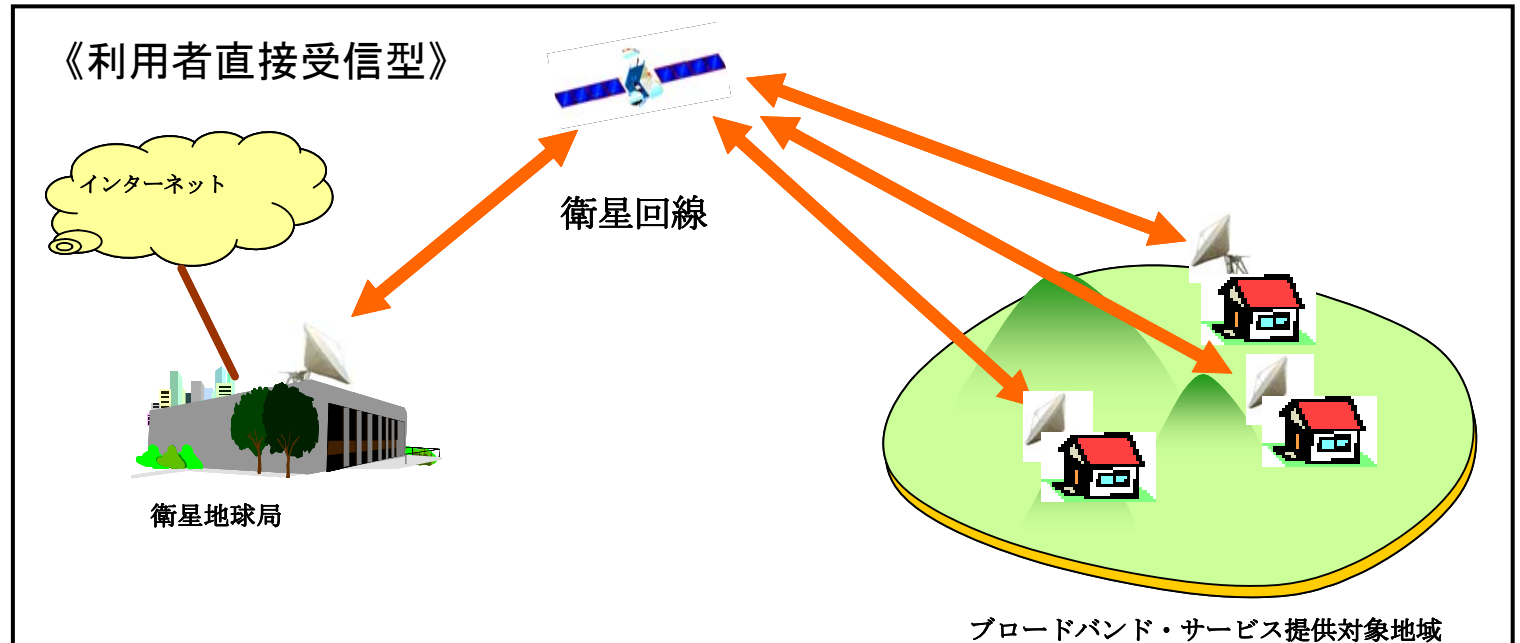 《利用者直接受信型》
インターネット
衛星回線
衛星地球局
ブロードバンド・サービス提供対象地域